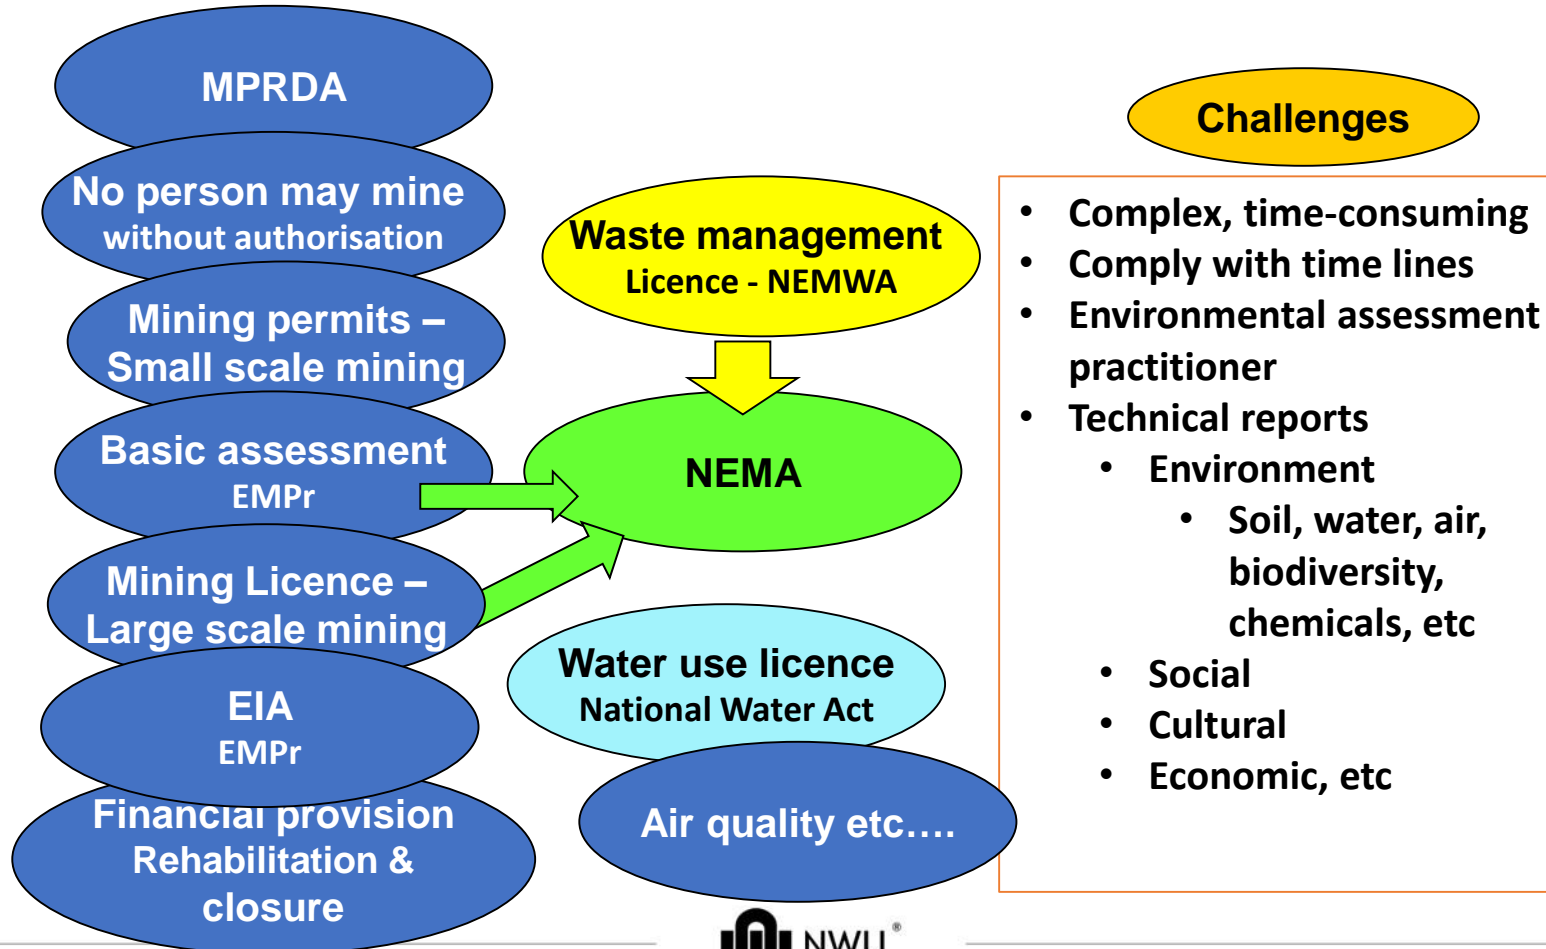 MPRDA
No person may mine
without authorisation
Mining permits –
Small scale mining
Basic assessment
EMPr
Mining Licence –
Large scale mining
EIA
EMPr
Financial provision
Rehabilitation &
closure
Waste management
Licence - NEMWA
NEMA
Water use licence
National Water Act
Air quality etc....
Challenges
• Complex, time-consuming
• Comply with time lines
• Environmental assessment
practitioner
• Technical reports
• Environment
• Soil, water, air,
biodiversity,
chemicals, etc
• Social
• Cultural
• Economic, etc
NWU®